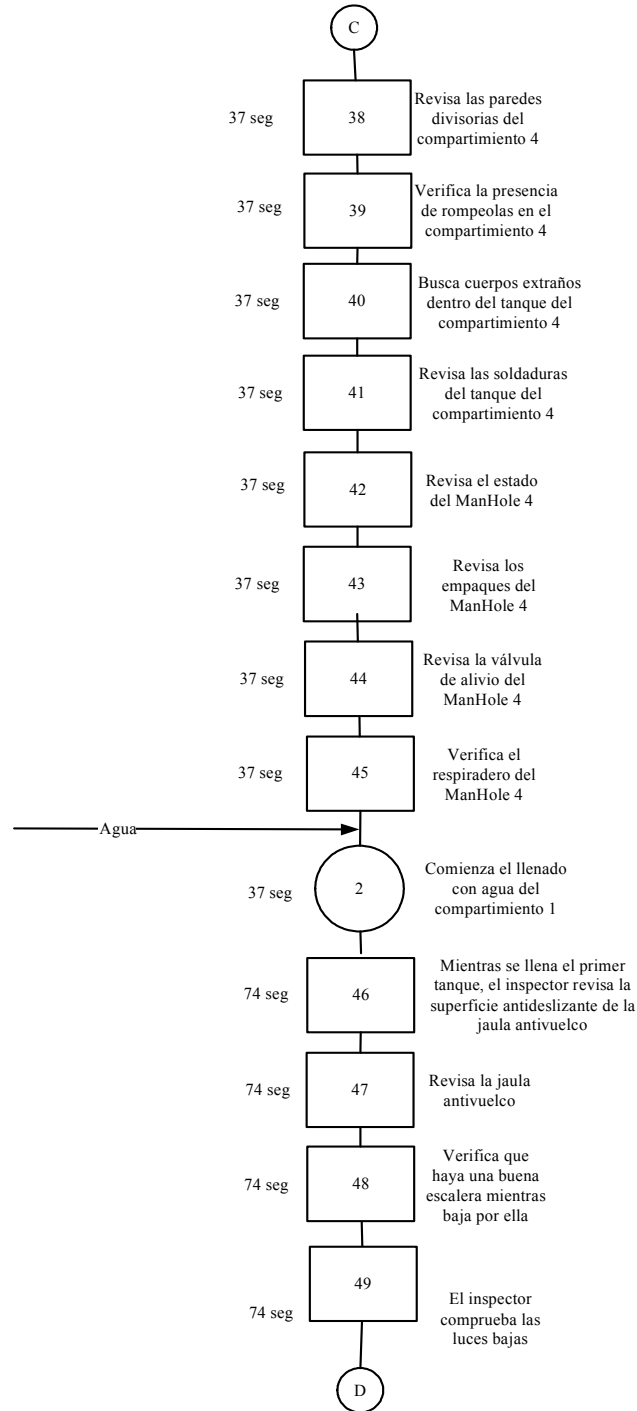 C
37 seg
38
Revisa las paredes
divisorias del
compartimiento 4
37 seg
39
Verifica la presencia
de rompeolas en el
compartimiento 4
37 seg
40
Busca cuerpos extraños
dentro del tanque del
compartimiento 4
37 seg
41
Revisa las soldaduras
del tanque del
compartimiento 4
37 seg
42
Revisa el estado
del ManHole 4
37 seg
43
Revisa los
empaques del
ManHole 4
37 seg
44
Revisa la válvula
de alivio del
ManHole 4
37 seg
45
Verifica el
respiradero del
ManHole 4
Agua
37 seg
2
Comienza el llenado
con agua del
compartimiento 1
74 seg
46
Mientras se llena el primer
tanque, el inspector revisa la
superficie antideslizante de la
jaula antivuelco
74 seg
47
Revisa la jaula
antivuelco
74 seg
48
Verifica que
haya una buena
escalera mientras
baja por ella
74 seg
49
El inspector
comprueba las
luces bajas
D